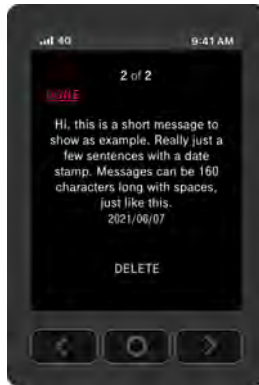 4G 9:41 AM
2 of 2
DONE
Hi, this is a short message to
show as example. Really just a
few sentences with a date
stamp. Messages can be 160
characters long with spaces,
just like this.
2021/06/07
DELETE